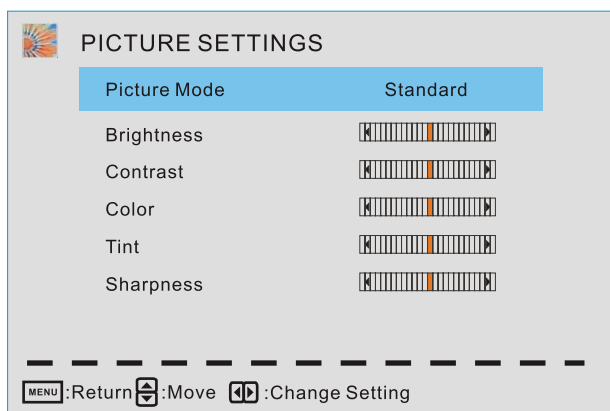 PICTURE SETTINGS
Picture Mode Standard
Brightness
Contrast
Color
Tint
Sharpness
MENU :Return :Move :Change Setting